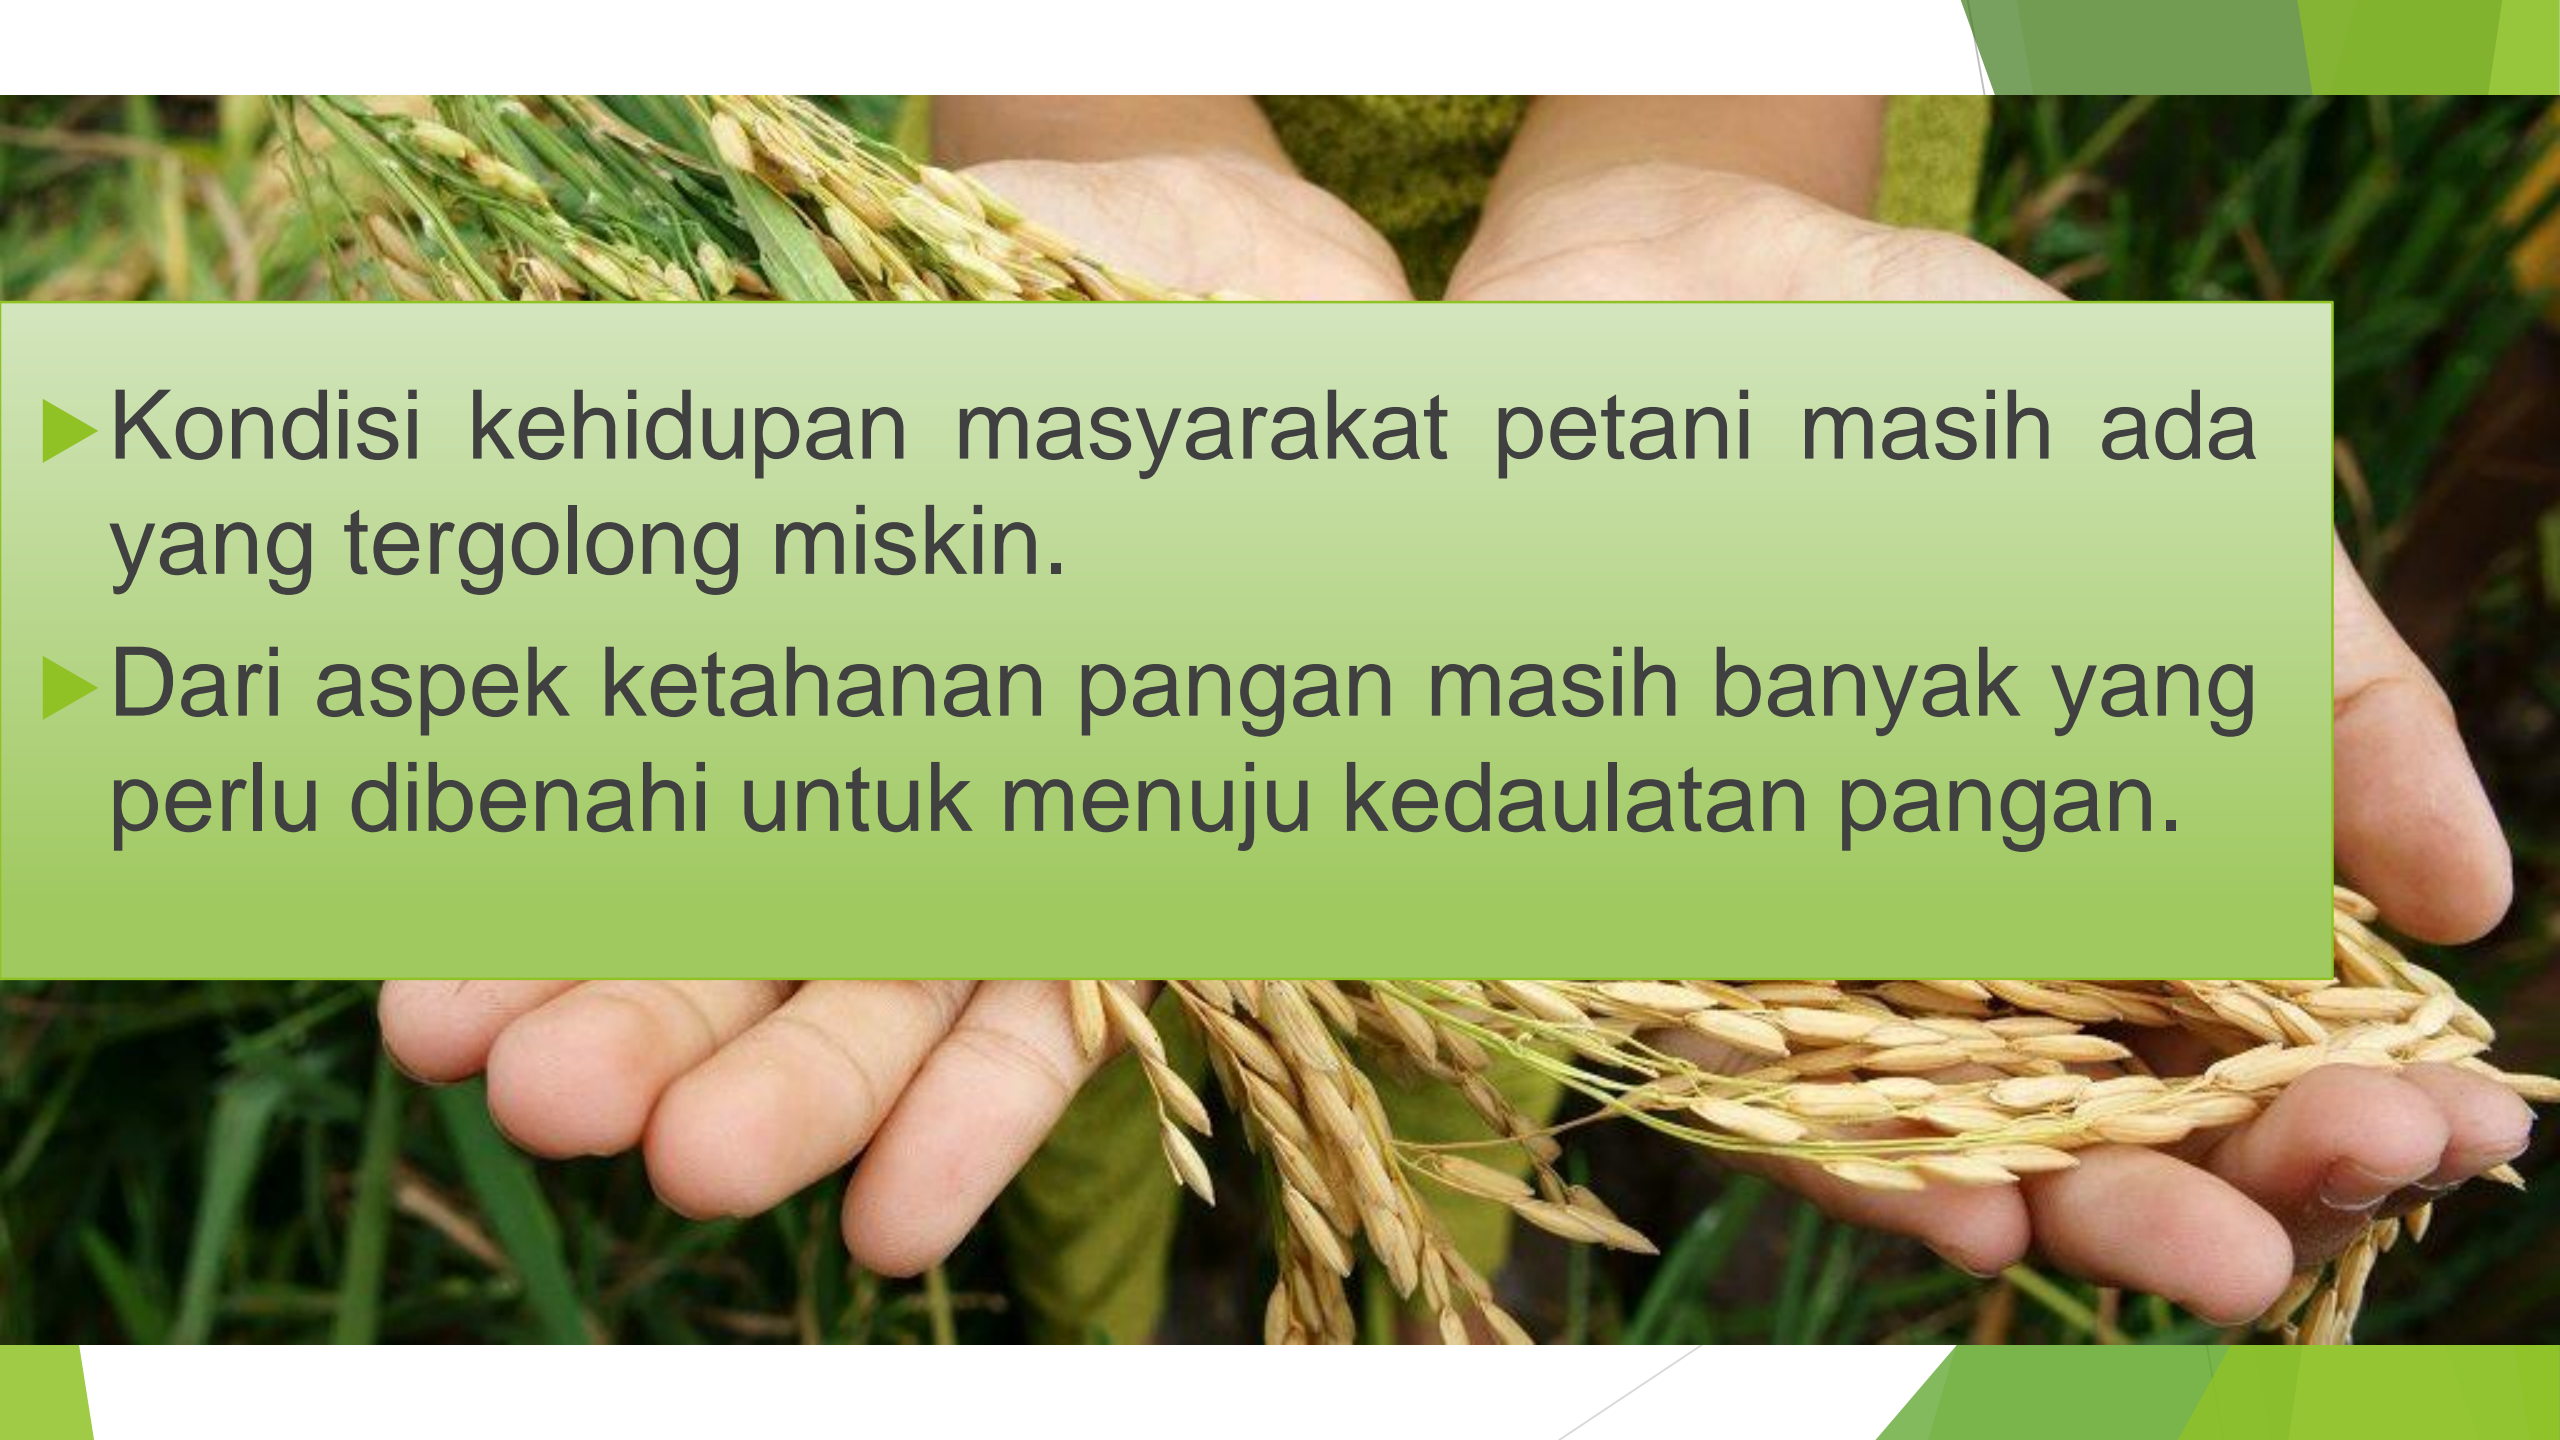 Kondisi kehidupan masyarakat petani masih ada
yang tergolong miskin.
Dari aspek ketahanan pangan masih banyak yang
perlu dibenahi untuk menuju kedaulatan pangan.